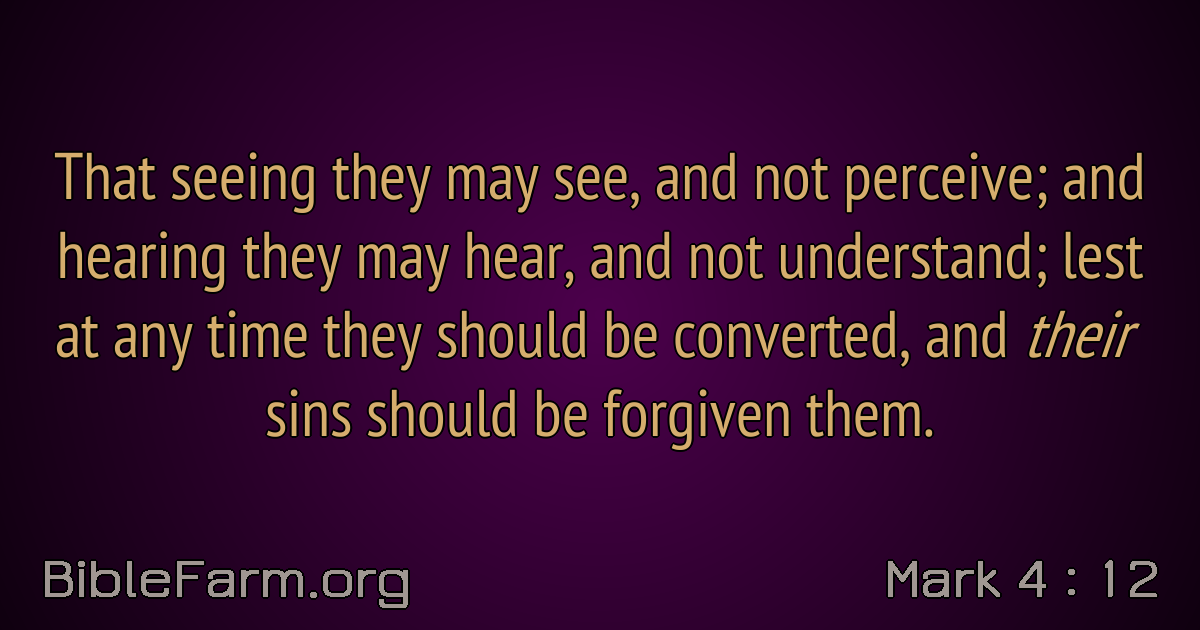 That seeing they may see, and not perceive; and
hearing they may hear, and not understand; lest
at any time they should be converted, and their
sins should be forgiven them.
BibleFarm.org
Mark 4 : 12